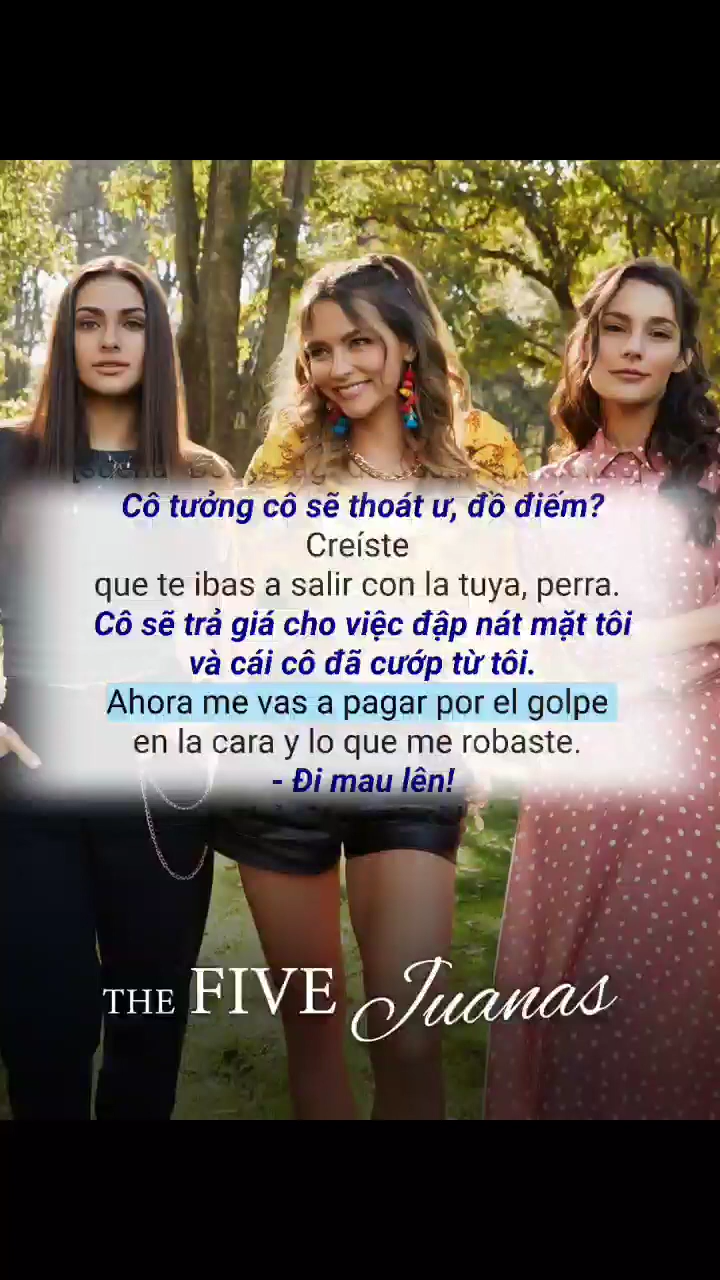 Cô tưởng cô sẽ thoát ư, đồ điếm?
Creíste
que te ibas a salir con la tuya, perra.
Cô sẽ trả giá cho việc đập nát mặt tôi
và cái cô đã cướp từ tôi.
Ahora me vas a pagar por el golpe
en la cara y lo que me robaste.
- Đi mau lên!
THE FIVE Juanas